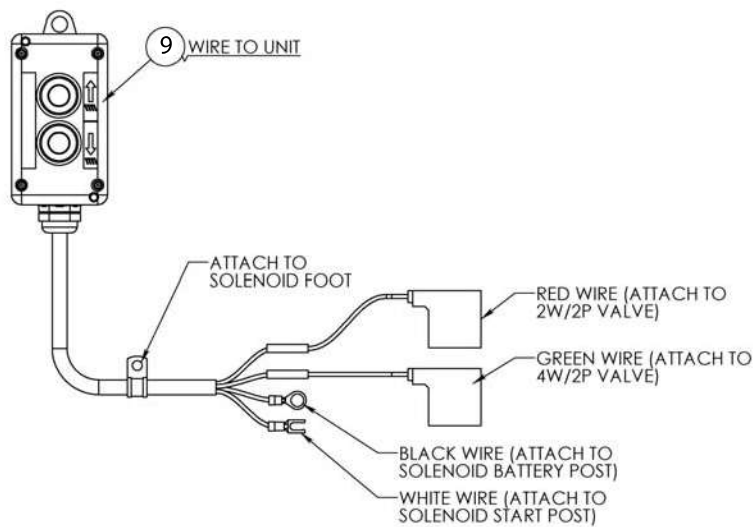 9 WIRE TO UNIT
ATTACH TO
SOLENOID FOOT
RED WIRE (ATTACH TO
2W/2P VALVE)
GREEN WIRE (ATTACH TO
4W/2P VALVE)
BLACK WIRE (ATTACH TO
SOLENOID BATTERY POST)
WHITE WIRE (ATTACH TO
SOLENOID START POST)